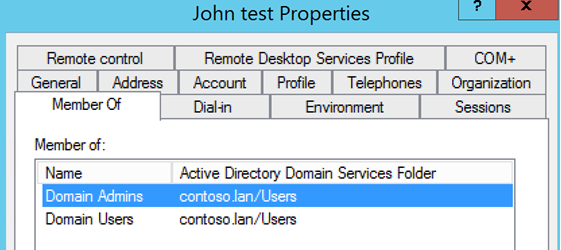 John test Properties
? x
Remote control Remote Desktop Services Profile COM+
General Address Account Profile Telephones Organization
Member Of Dial-in Environment Sessions
Member of:
Name Active Directory Domain Services Folder
Domain Admins contoso.lan/Users
Domain Users contoso.lan/Users